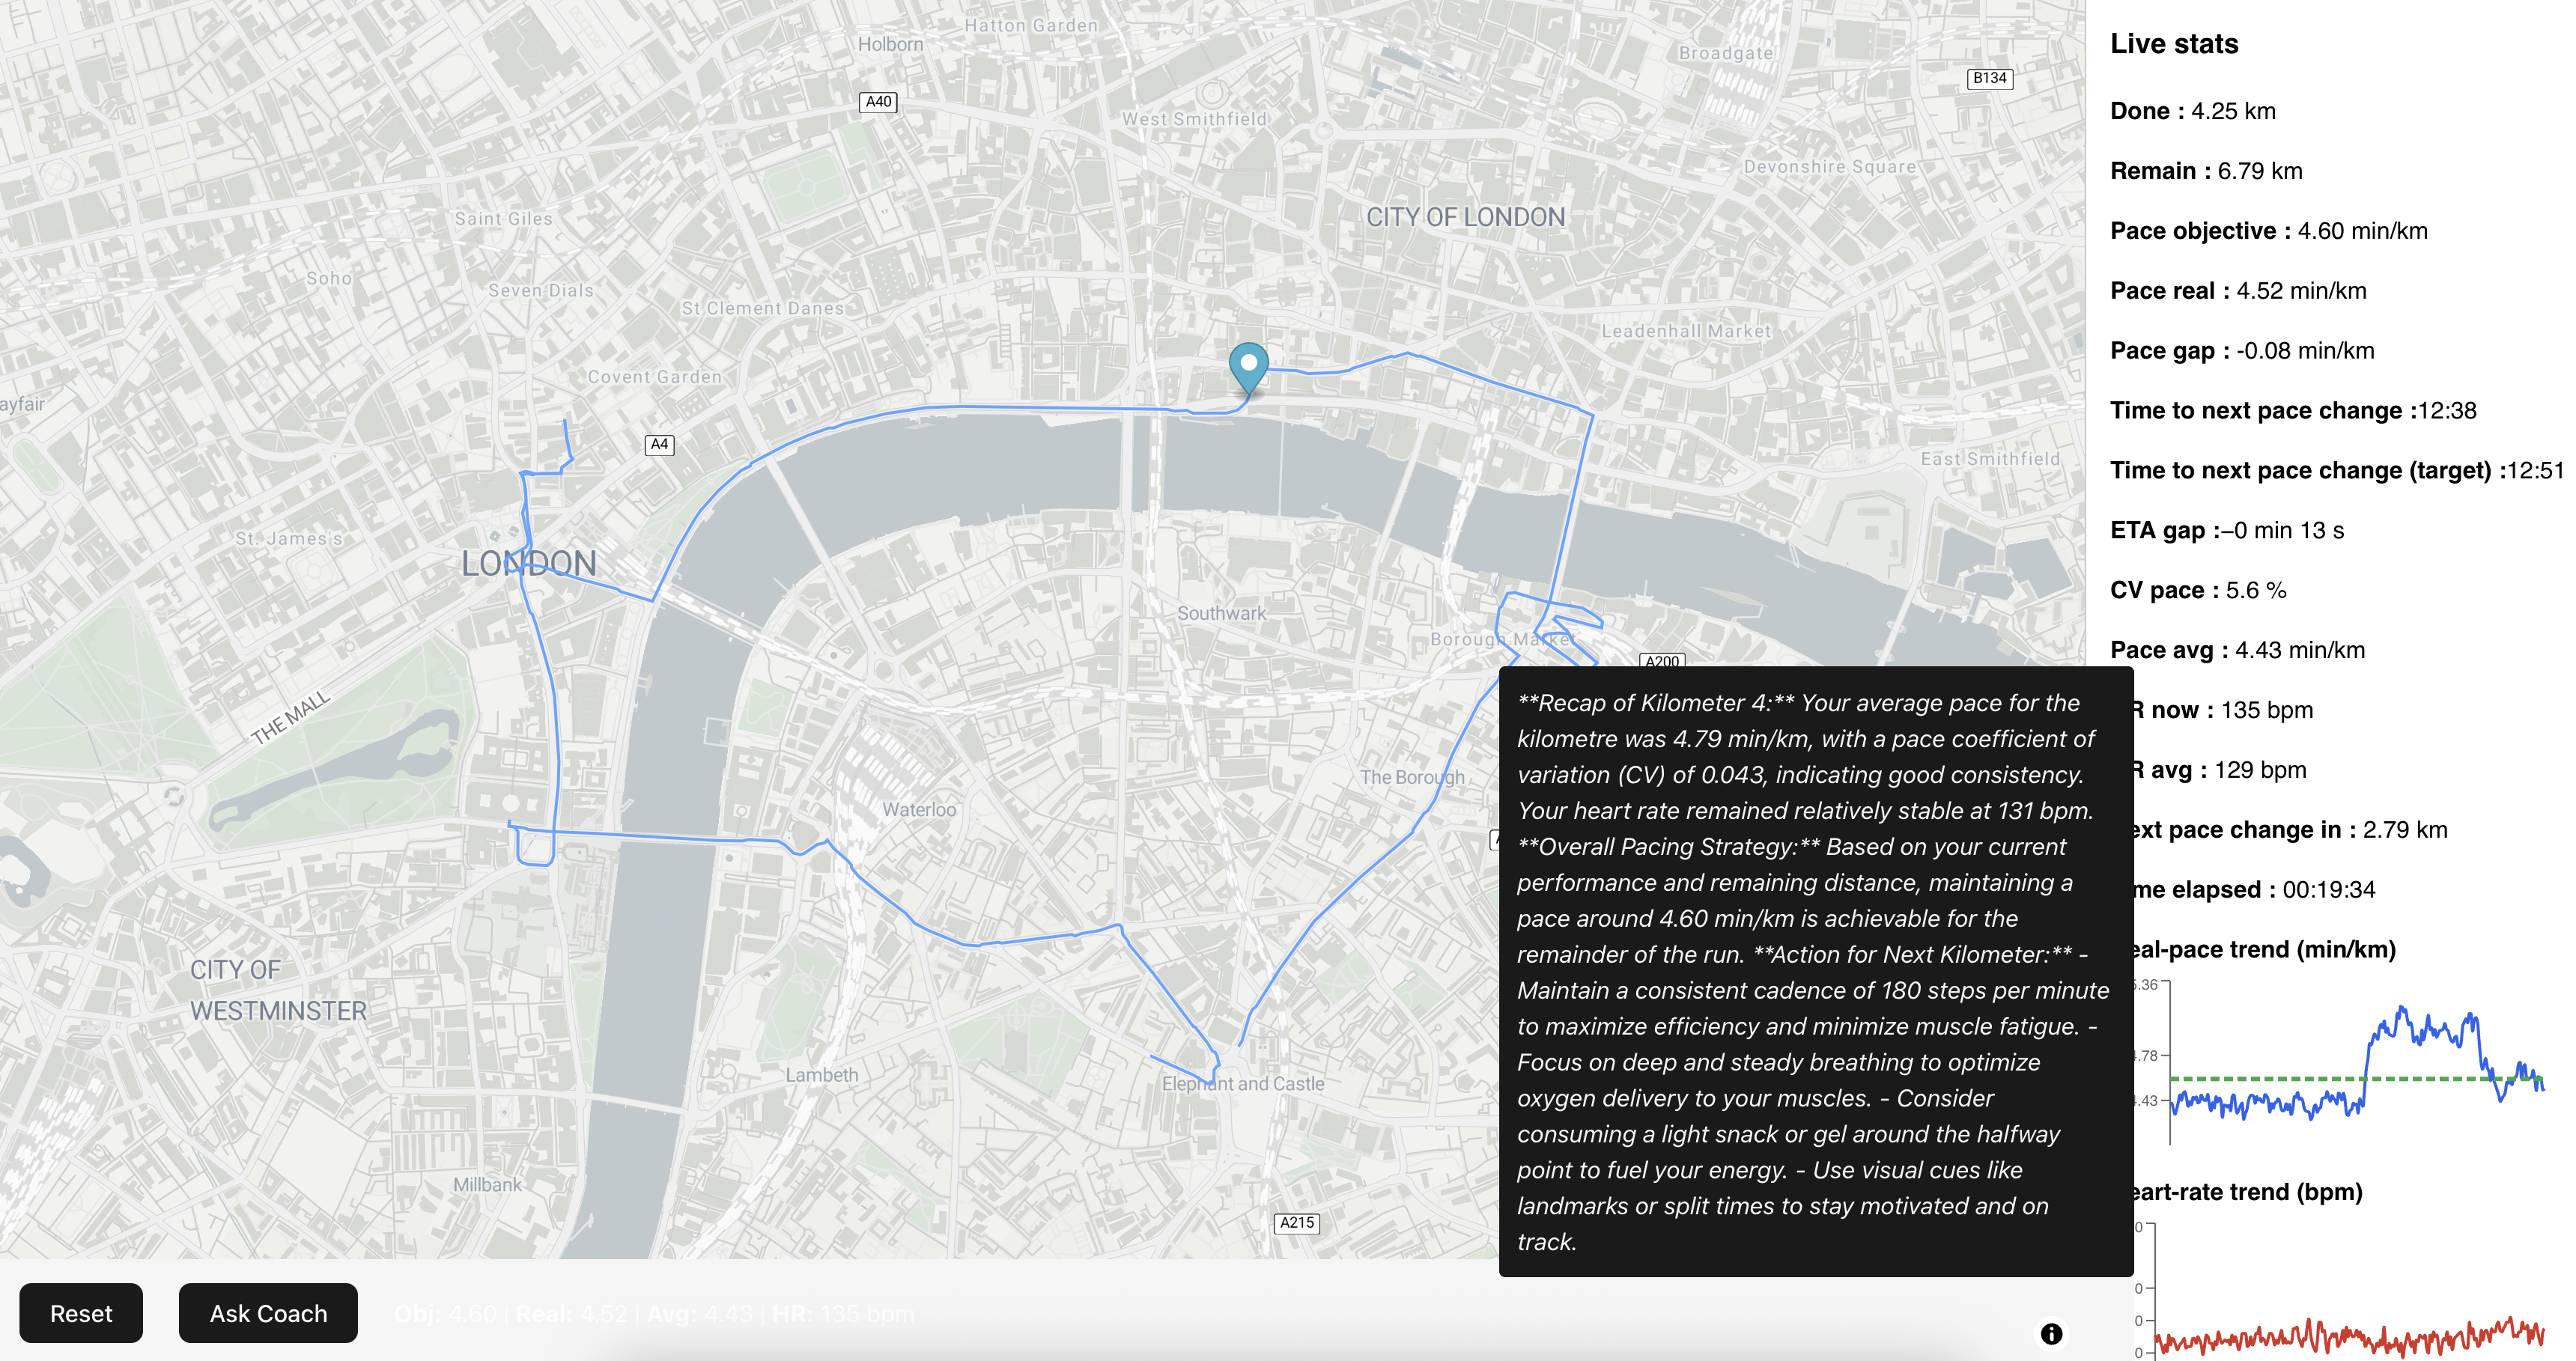 Hatton Garden
Holborn
Broadgate
B134
A40
West Smithfield
Devonshire Square
Saint Giles
CITY OF LONDON
Soho
Seven Dials
St Clement Danes
Leadenhall Market
Covent Garden
ayfair
A4
East Smithfield
St. James's
LONDON
Southwark
Borough Market
A200
THE MALL
The Borough
Waterloo
CITY OF
WESTMINSTER
Lambeth
Elephant and Castle
Millbank
A215
**Recap of Kilometer 4:** Your average pace for the
kilometre was 4.79 min/km, with a pace coefficient of
variation (CV) of 0.043, indicating good consistency.
Your heart rate remained relatively stable at 131 bpm.
**Overall Pacing Strategy:** Based on your current
performance and remaining distance, maintaining a
pace around 4.60 min/km is achievable for the
remainder of the run. **Action for Next Kilometer:** -
Maintain a consistent cadence of 180 steps per minute
to maximize efficiency and minimize muscle fatigue. -
Focus on deep and steady breathing to optimize
oxygen delivery to your muscles. - Consider
consuming a light snack or gel around the halfway
point to fuel your energy. - Use visual cues like
landmarks or split times to stay motivated and on
track.
Reset
Ask Coach
Obj: 4.60 | Real: 4.52 | Avg: 4.43 | HR: 135 bpm
Live stats
Done : 4.25 km
Remain : 6.79 km
Pace objective : 4.60 min/km
Pace real : 4.52 min/km
Pace gap : -0.08 min/km
Time to next pace change :12:38
Time to next pace change (target) :12:51
ETA gap :–0 min 13 s
CV pace : 5.6 %
Pace avg : 4.43 min/km
R now : 135 bpm
R avg : 129 bpm
ext pace change in : 2.79 km
me elapsed : 00:19:34
eal-pace trend (min/km)
.36
.78
.43
eart-rate trend (bpm)
0
0
0
0